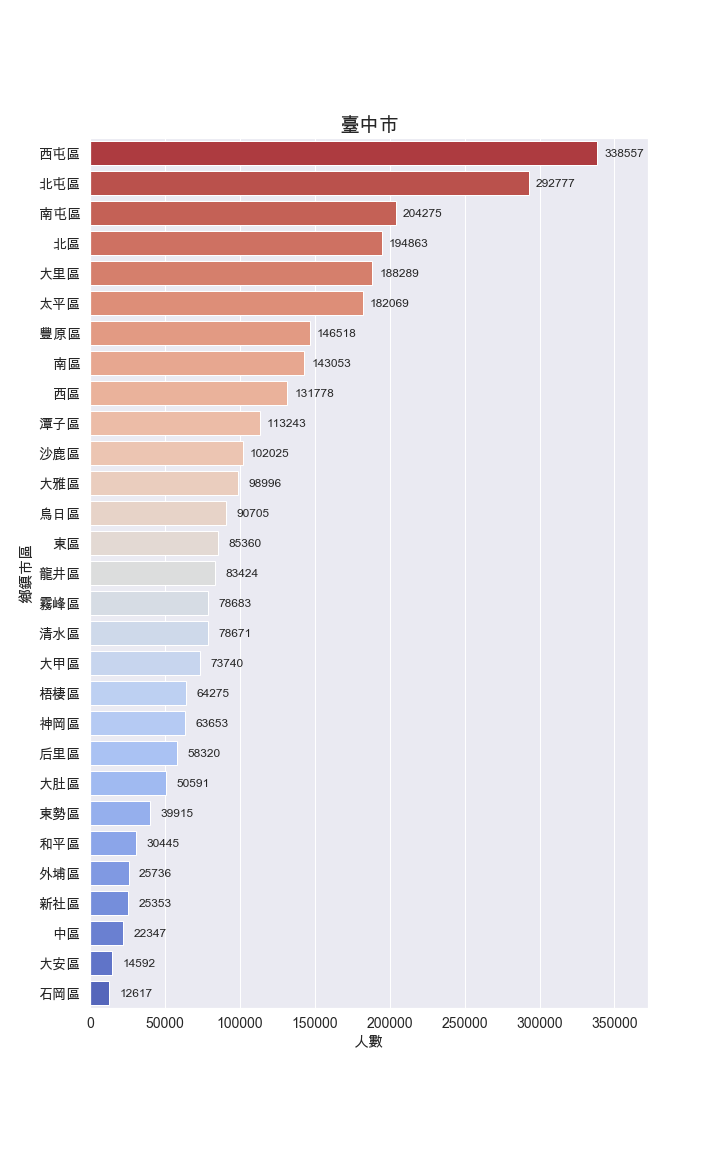 臺中市
鄉鎮市區
西屯區 338557
北屯區 292777
南屯區 204275
北區 194863
大里區 188289
太平區 182069
豐原區 146518
南區 143053
西區 131778
潭子區 113243
沙鹿區 102025
大雅區 98996
烏日區 90705
東區 85360
龍井區 83424
霧峰區 78683
清水區 78671
大甲區 73740
梧棲區 64275
神岡區 63653
后里區 58320
大肚區 50591
東勢區 39915
和平區 30445
外埔區 25736
新社區 25353
中區 22347
大安區 14592
石岡區 12617
0 50000 100000 150000 200000 250000 300000 350000
人數